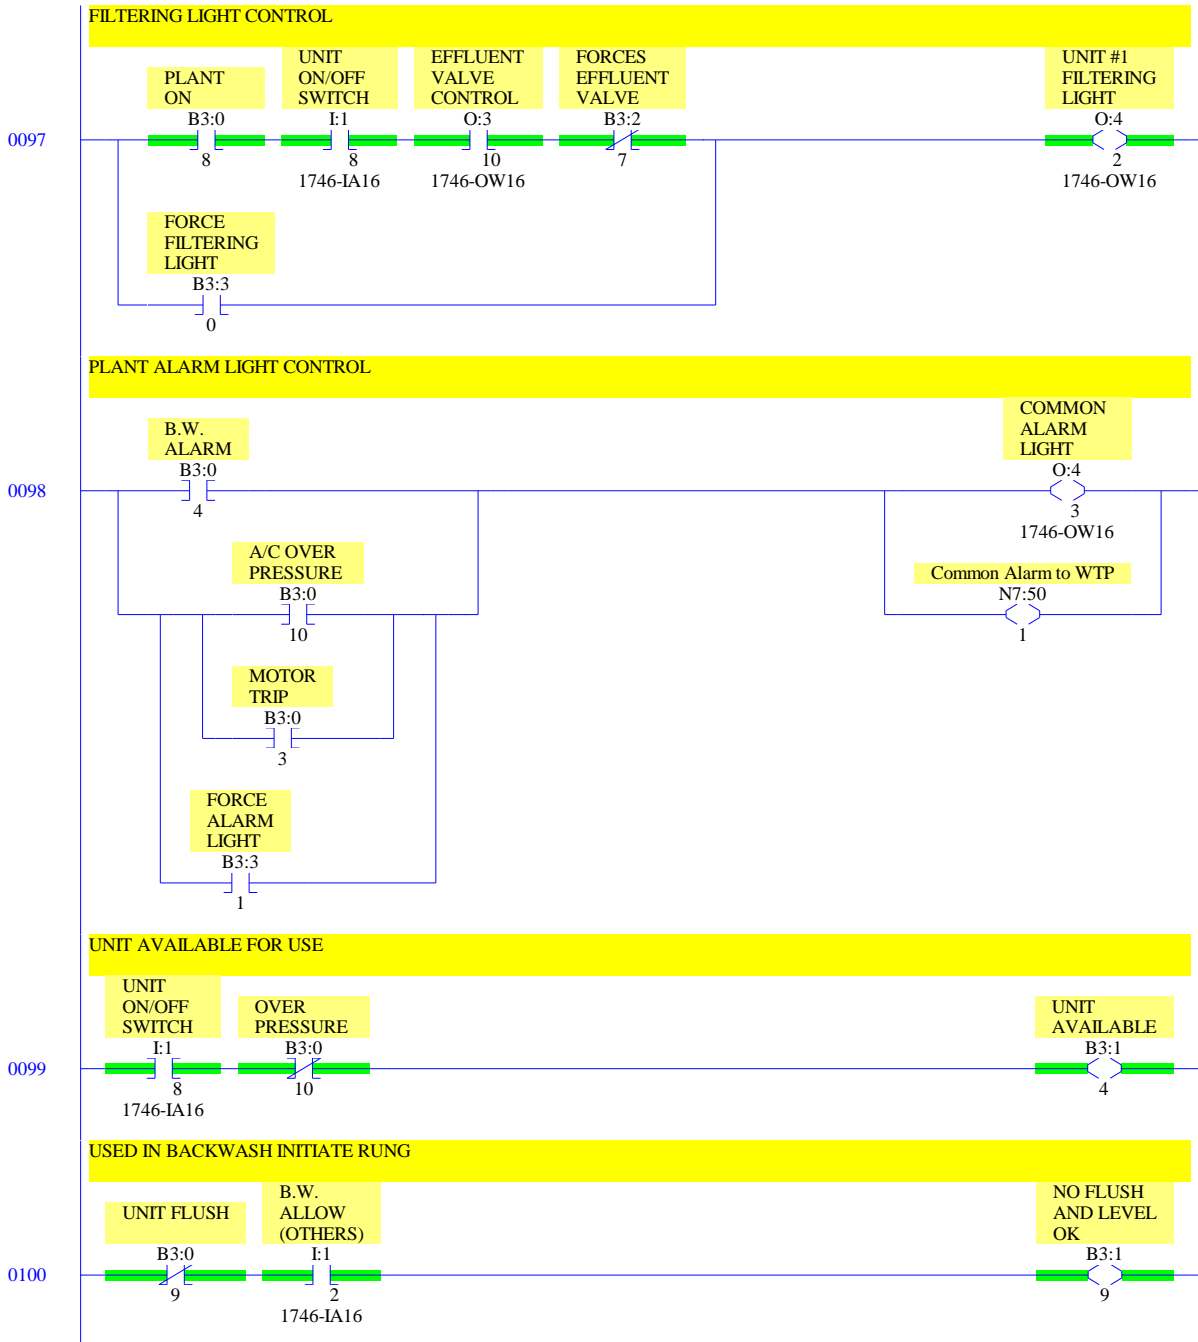 FILTERING LIGHT CONTROL
PLANT
ON
B3:0
8
UNIT
ON/OFF
SWITCH
I:1
8
1746-IA16
EFFLUENT
VALVE
CONTROL
O:3
10
1746-OW16
FORCES
EFFLUENT
VALVE
B3:2
7
UNIT #1
FILTERING
LIGHT
O:4
2
1746-OW16
0097
FORCE
FILTERING
LIGHT
B3:3
0
PLANT ALARM LIGHT CONTROL
B.W.
ALARM
B3:0
4
COMMON
ALARM
LIGHT
O:4
3
1746-OW16
0098
A/C OVER
PRESSURE
B3:0
10
Common Alarm to WTP
N7:50
1
MOTOR
TRIP
B3:0
3
FORCE
ALARM
LIGHT
B3:3
1
UNIT AVAILABLE FOR USE
UNIT
ON/OFF
SWITCH
I:1
8
1746-IA16
OVER
PRESSURE
B3:0
10
UNIT
AVAILABLE
B3:1
4
0099
USED IN BACKWASH INITIATE RUNG
UNIT FLUSH
B3:0
9
B.W.
ALLOW
(OTHERS)
I:1
2
1746-IA16
NO FLUSH
AND LEVEL
OK
B3:1
9
0100